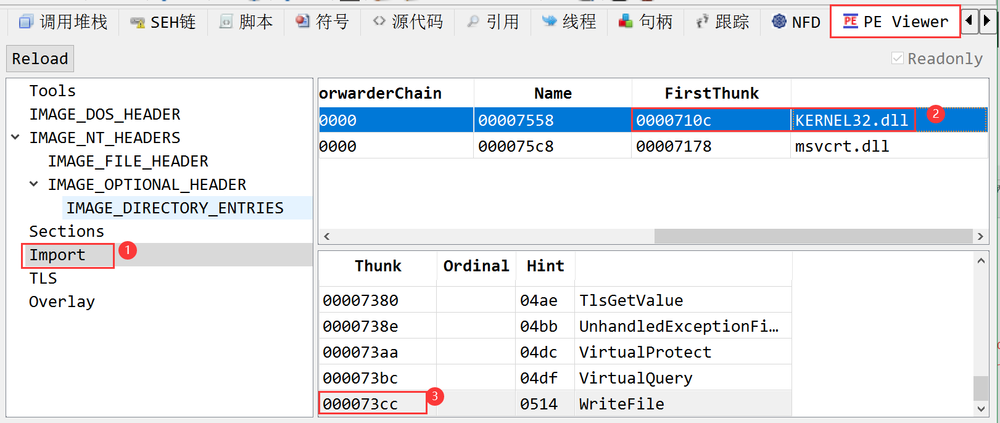 调用堆栈 SEH链 脚本 符号 源代码 引用 线程 句柄 跟踪 NFD PE PE Viewer
Reload Readonly
Tools
IMAGE_DOS_HEADER
IMAGE_NT_HEADERS
IMAGE_FILE_HEADER
IMAGE_OPTIONAL_HEADER
IMAGE_DIRECTORY_ENTRIES
Sections
Import 1
TLS
Overlay
orwarderChain Name FirstThunk
0000 00007558 0000710c KERNEL32.dll 2
0000 000075c8 00007178 msvcrt.dll
Thunk Ordinal Hint
00007380 04ae TlsGetValue
0000738e 04bb UnhandledExceptionFi…
000073aa 04dc VirtualProtect
000073bc 04df VirtualQuery
000073cc 3 0514 WriteFile